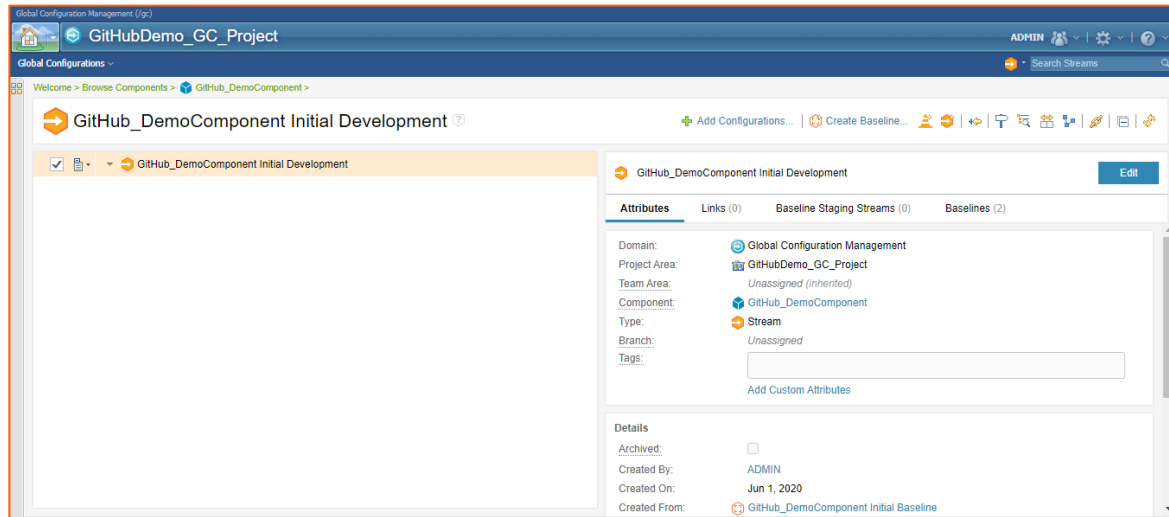 Global Configuration Management (/gc)
GitHubDemo_GC_Project
ADMIN
Global Configurations
Search Streams
Welcome > Browse Components > GitHub_DemoComponent >
GitHub_DemoComponent Initial Development
Add Configurations...
Create Baseline...
GitHub_DemoComponent Initial Development
GitHub_DemoComponent Initial Development
Edit
Attributes
Links (0)
Baseline Staging Streams (0)
Baselines (2)
Domain: Global Configuration Management
Project Area: GitHubDemo_GC_Project
Team Area: Unassigned (inherited)
Component: GitHub_DemoComponent
Type: Stream
Branch: Unassigned
Tags:
Add Custom Attributes
Details
Archived:
Created By: ADMIN
Created On: Jun 1, 2020
Created From: GitHub_DemoComponent Initial Baseline